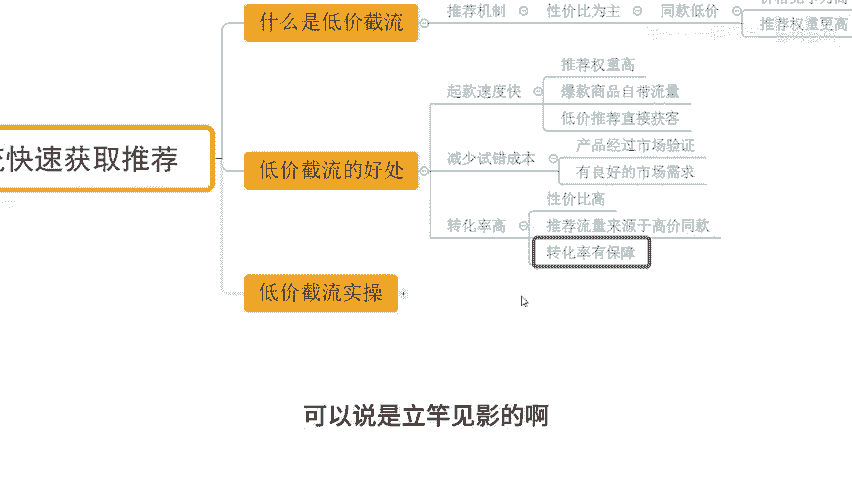 什么是低价截流
推荐机制
性价比为主
同款低价
推荐权重更高
快速获取推荐
低价截流的好处
起款速度快
推荐权重高
爆款商品自带流量
低价推荐直接获客
减少试错成本
产品经过市场验证
有良好的市场需求
转化率高
性价比高
推荐流量来源于高价同款
转化率有保障
低价截流实操
可以说是立竿见影的啊